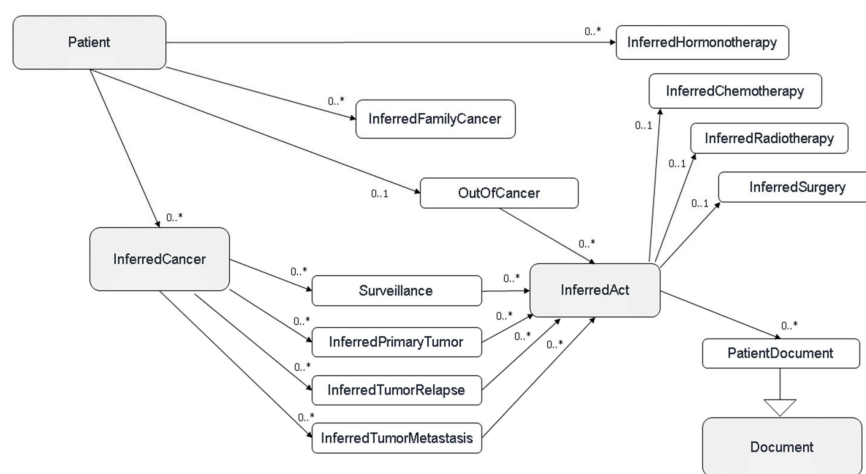 Patient
0..*
InferredHormonotherapy
InferredChemotherapy
0..*
InferredFamilyCancer
0..1
InferredRadiotherapy
0..1
InferredSurgery
0..1
0..1
OutOfCancer
0..*
0..*
InferredCancer
0..*
Surveillance
0..*
InferredAct
0..*
InferredPrimaryTumor
0..*
0..*
0..*
PatientDocument
0..*
InferredTumorRelapse
0..*
0..*
InferredTumorMetastasis
Document